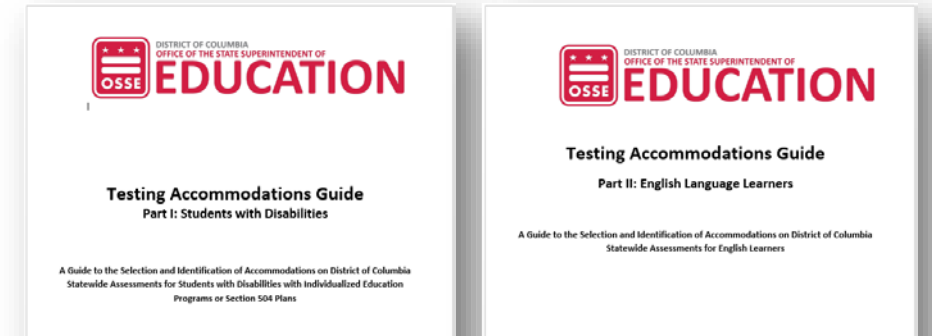 DISTRICT OF COLUMBIA
OFFICE OF THE STATE SUPERINTENDENT OF
OSSE
EDUCATION
Testing Accommodations Guide
Part I: Students with Disabilities
A Guide to the Selection and Identification of Accommodations on District of Columbia
Statewide Assessments for Students with Disabilities with Individualized Education
Programs or Section 504 Plans
DISTRICT OF COLUMBIA
OFFICE OF THE STATE SUPERINTENDENT OF
OSSE
EDUCATION
Testing Accommodations Guide
Part II: English Language Learners
A Guide to the Selection and Identification of Accommodations on District of Columbia
Statewide Assessments for English Learners